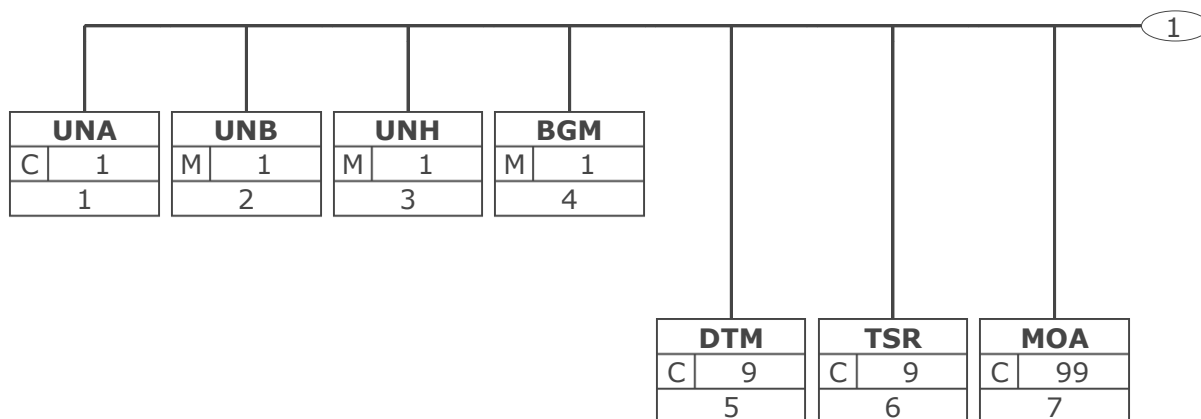 1
UNA UNB UNH BGM
C 1 M 1 M 1 M 1
1 2 3 4
DTM TSR MOA
C 9 C 9 C 99
5 6 7